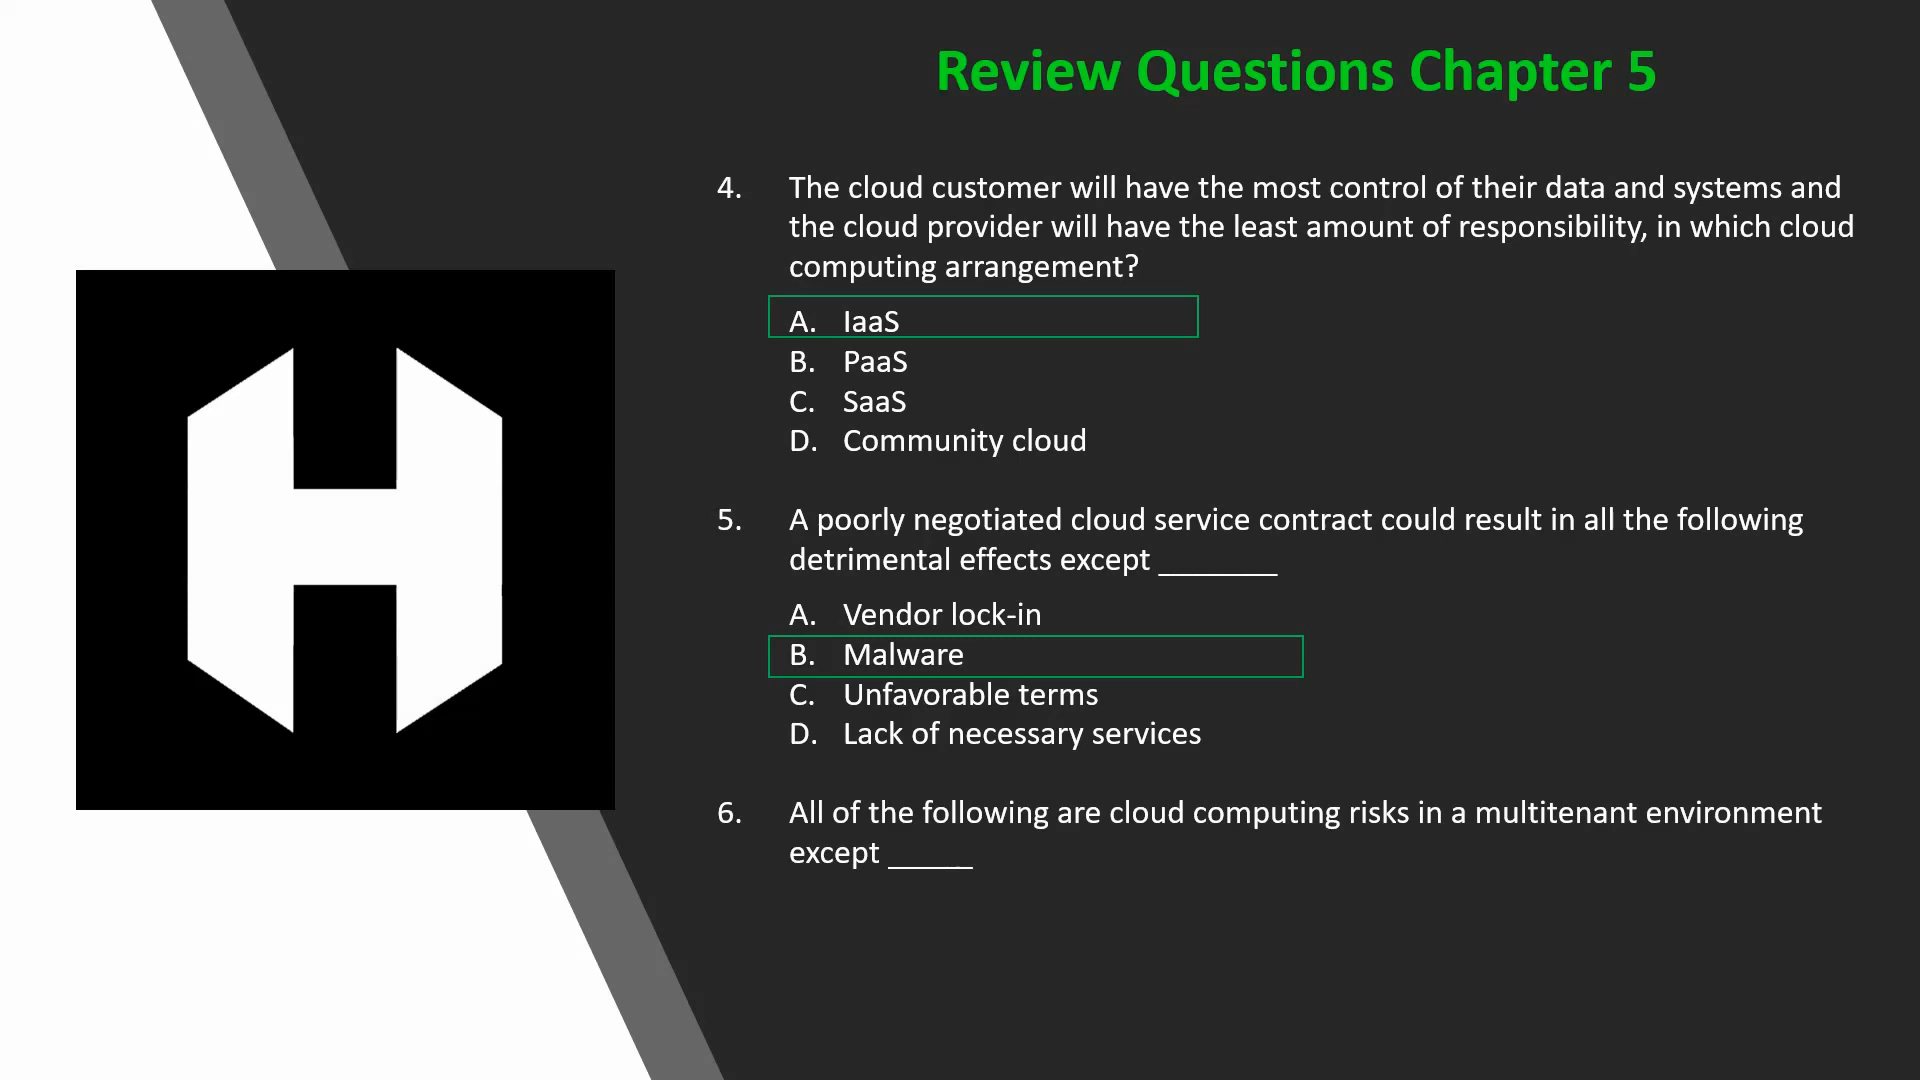 Review Questions Chapter 5
4. The cloud customer will have the most control of their data and systems and
the cloud provider will have the least amount of responsibility, in which cloud
computing arrangement?
A. IaaS
B. PaaS
C. SaaS
D. Community cloud
5. A poorly negotiated cloud service contract could result in all the following
detrimental effects except ________
A. Vendor lock-in
B. Malware
C. Unfavorable terms
D. Lack of necessary services
6. All of the following are cloud computing risks in a multitenant environment
except ______